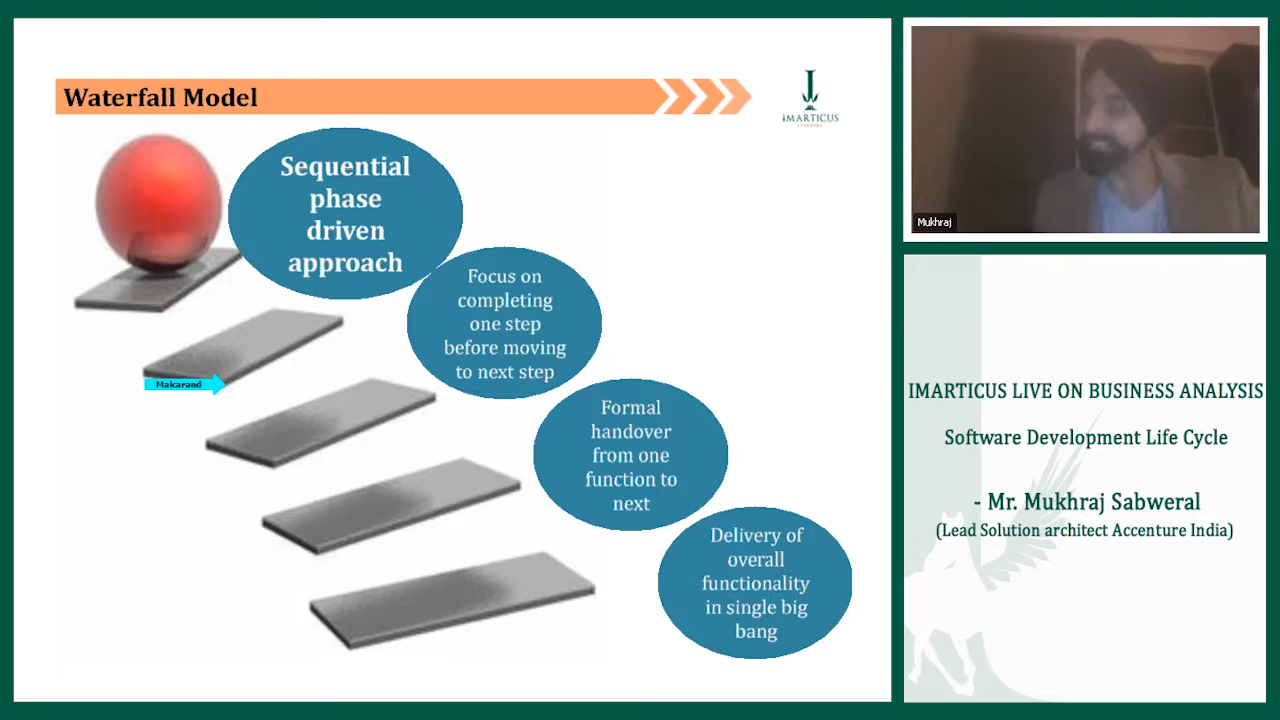 Waterfall Model
iMARTICUS
LEARNING
Sequential
phase
driven
approach
Focus on
completing
one step
before moving
to next step
Makarand
Formal
handover
from one
function to
next
Delivery of
overall
functionality
in single big
bang
Mukhraj
IMARTICUS LIVE ON BUSINESS ANALYSIS
Software Development Life Cycle
- Mr. Mukhraj Sabweral
(Lead Solution architect Accenture India)